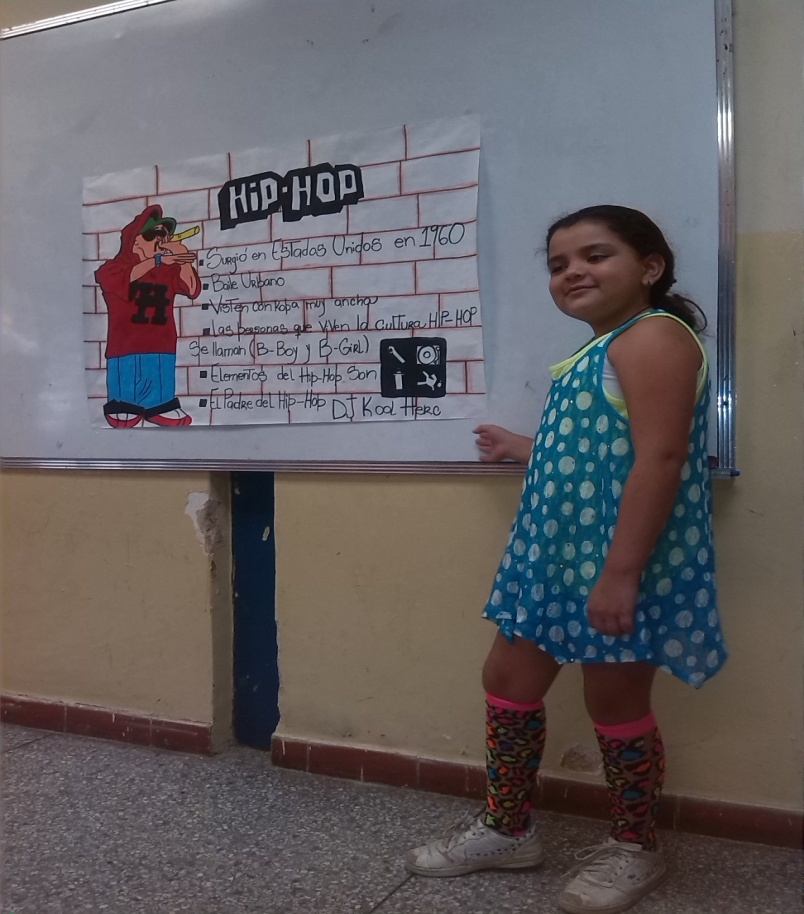 HiP-HOP
Surgió en Estados Unidos en 1960
Baile Urbano
Visten con Ropa muy ancha
Las personas que viven la cultura HIP-HOP
Se llaman (B-Boy y B-Girl)
Elementos del Hip-Hop Son
El Padre del Hip-Hop DJ Kool Herc
H